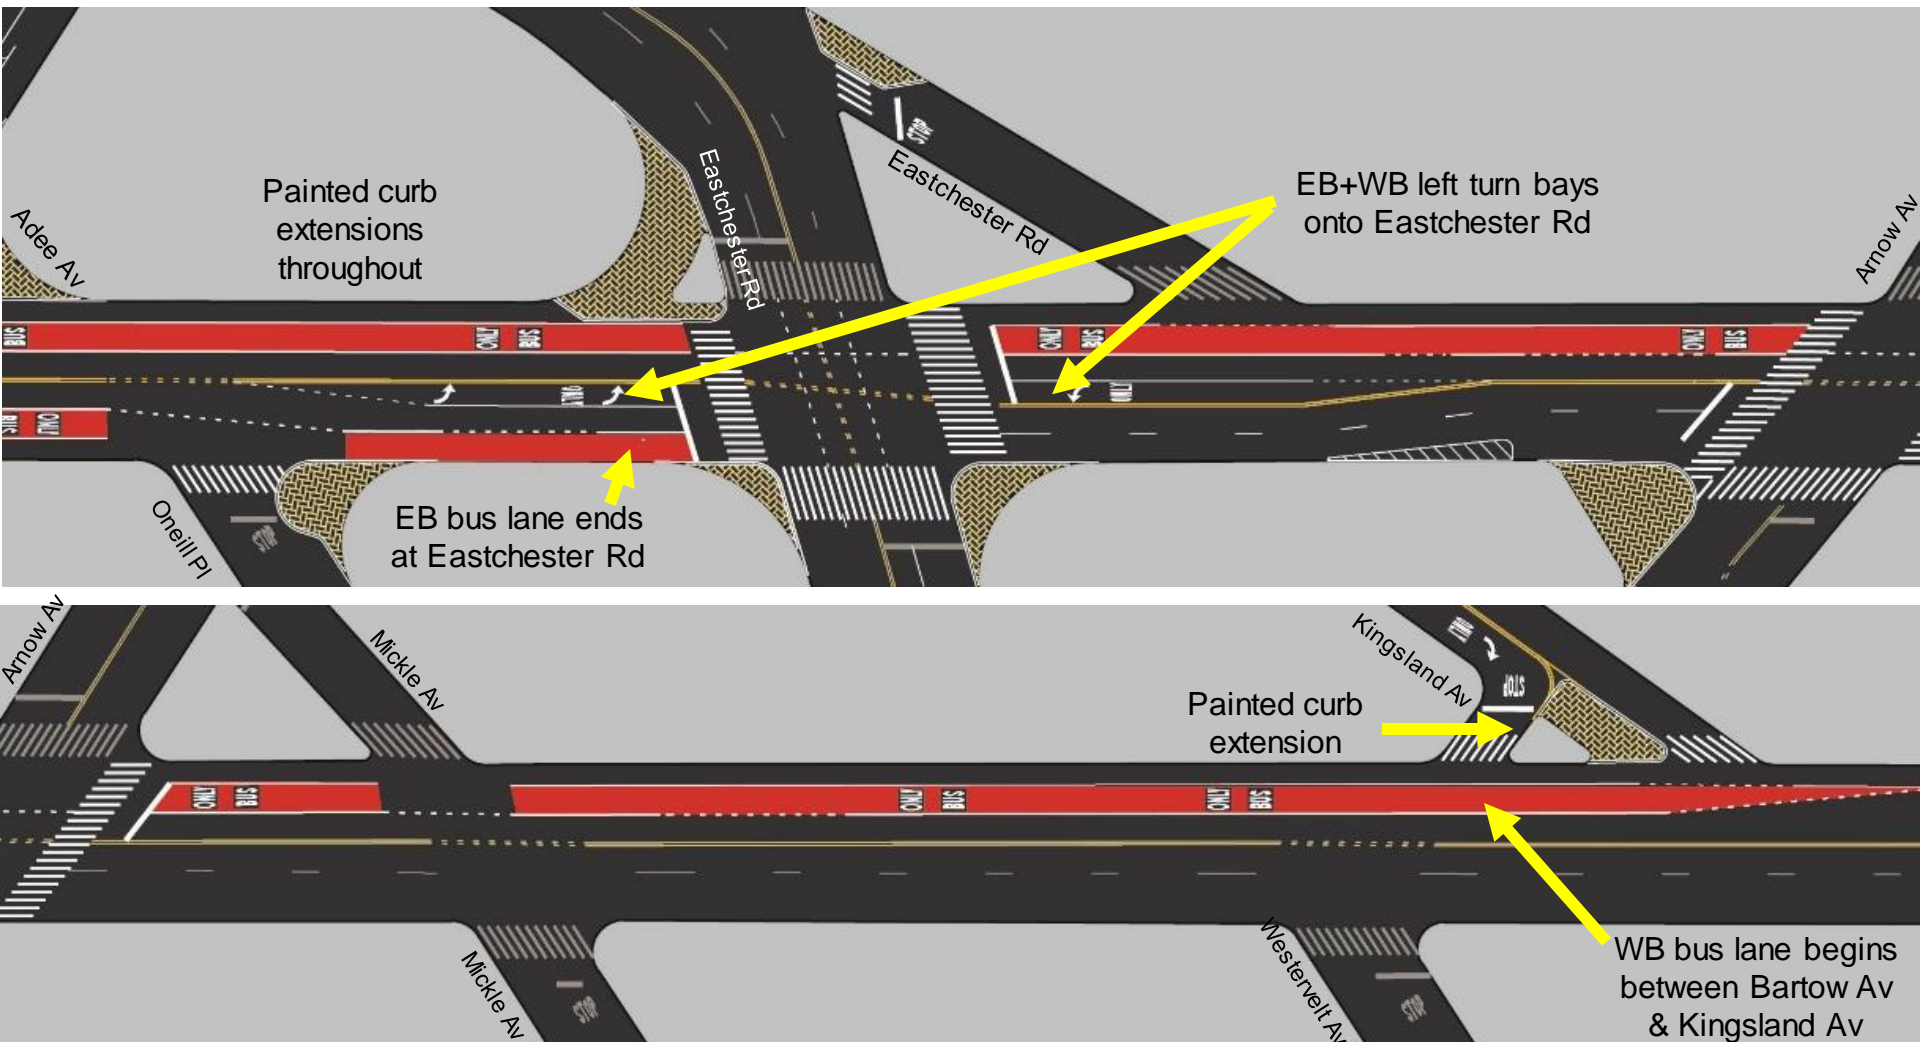 Painted curb
extensions
throughout
Adee Av
Eastchester Rd
STOP
Eastchester Rd
EB+WB left turn bays
onto Eastchester Rd
Arnow Av
BUS
ONLY BUS
ONLY BUS
ONLY BUS
ONLY
ONLY
BUS ONLY
Oneill Pl
STOP
EB bus lane ends
at Eastchester Rd
Arnow Av
Mickle Av
Kingsland Av
STOP
Painted curb
extension
ONLY BUS
ONLY BUS
ONLY BUS
Mickle Av
STOP
Westervelt Av
STOP
WB bus lane begins
between Bartow Av
& Kingsland Av